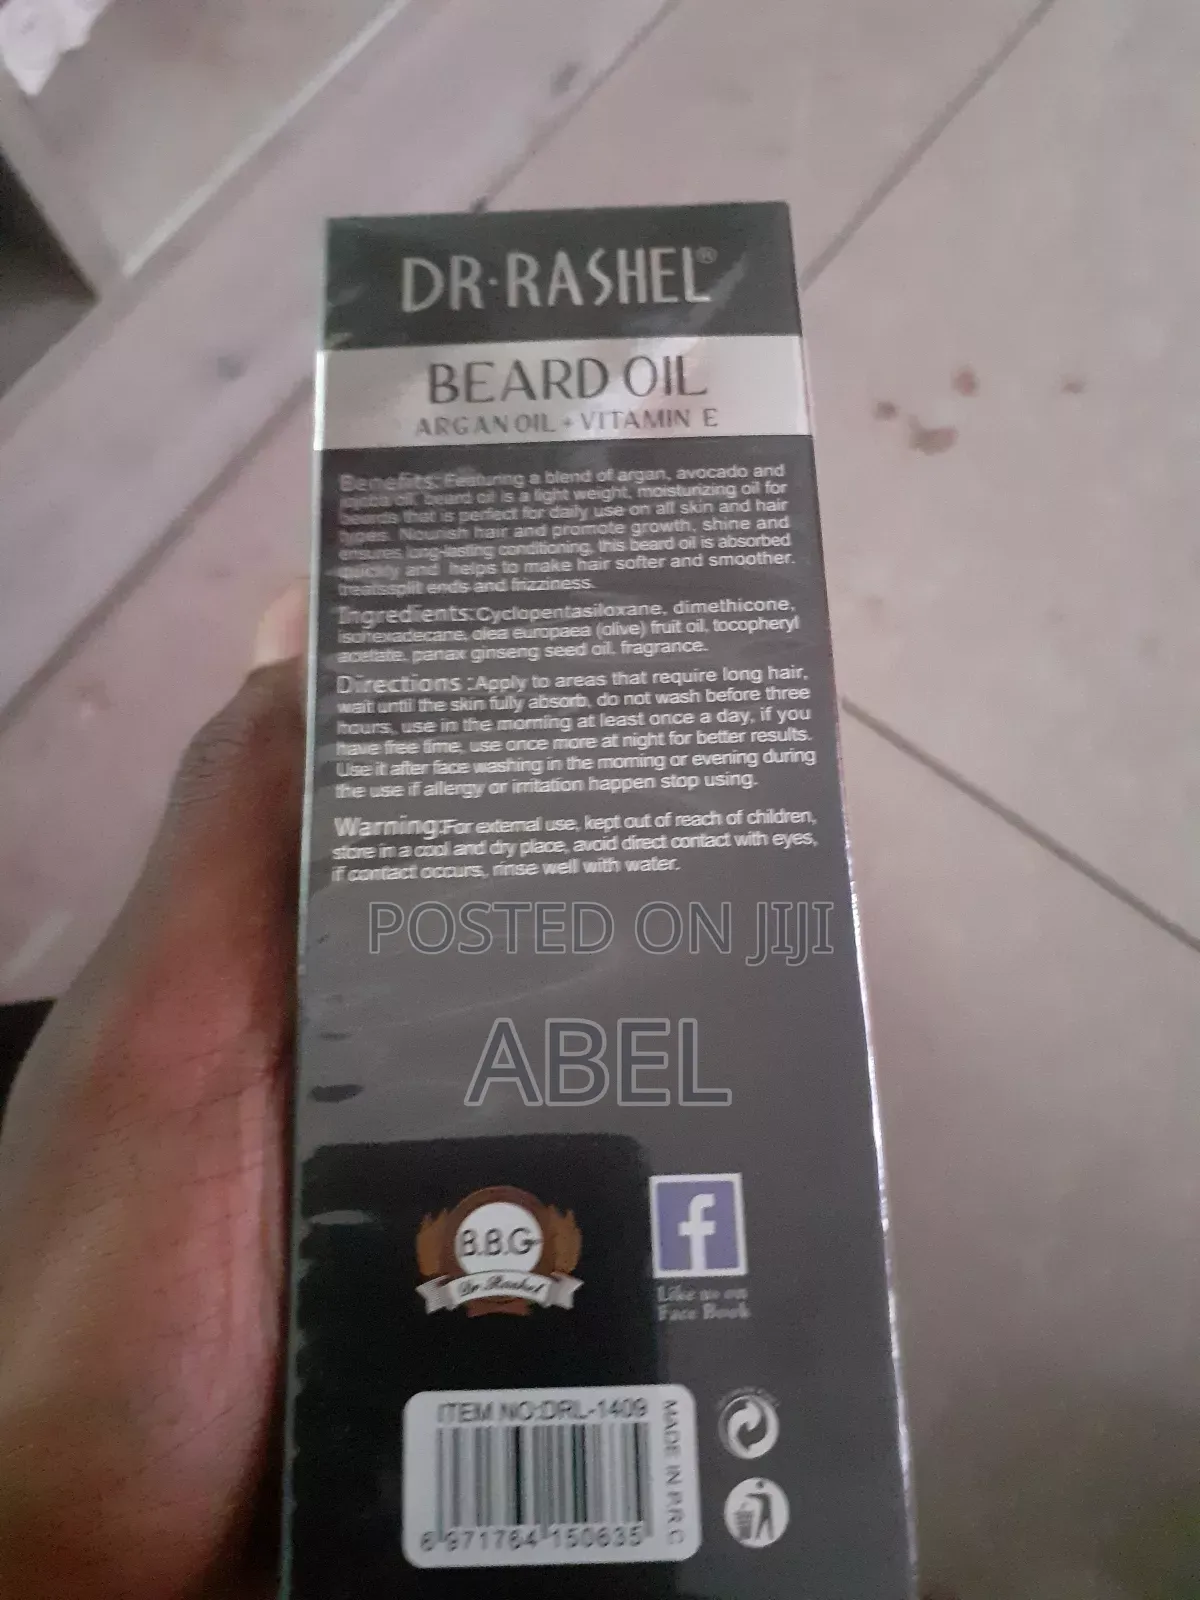 DR·RASHEL®
BEARD OIL
ARGAN OIL + VITAMIN E
Benefits: Featuring a blend of argan, avocado and
jojoba oil, beard oil is a light weight, moisturizing oil for
beards that is perfect for daily use on all skin and hair
types. Nourish hair and promote growth, shine and
ensures long-lasting conditioning, this beard oil is absorbed
quickly and helps to make hair softer and smoother.
treatssplit ends and frizziness.
Ingredients:Cyclopentasiloxane, dimethicone,
isohexadecane, olea europaea (olive) fruit oil, tocopheryl
acetate, panax ginseng seed oil, fragrance.
Directions :Apply to areas that require long hair,
wait until the skin fully absorb, do not wash before three
hours, use in the morning at least once a day, if you
have free time, use once more at night for better results.
Use it after face washing in the morning or evening during
the use if allergy or irritation happen stop using.
Warning:For external use, kept out of reach of children,
store in a cool and dry place, avoid direct contact with eyes,
if contact occurs, rinse well with water.
POSTED ON JIJI
ABEL
B.B.G
Dr.Rashel
f
Like us on
Face Book
ITEM NO:DRL-1409
MADE IN P.R.C
6 971764 150635